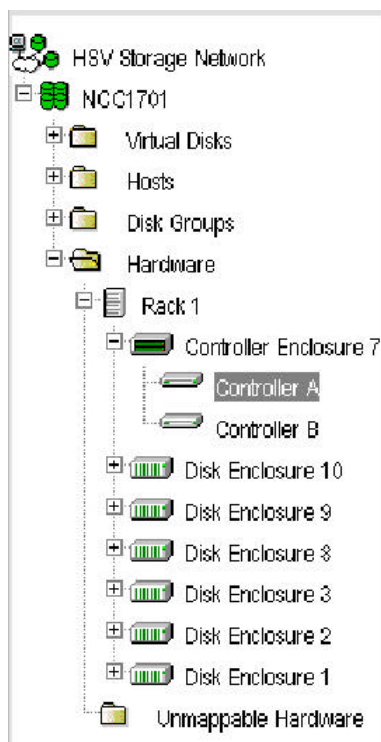 HSV Storage Network
NCC1701
Virtual Disks
Hosts
Disk Groups
Hardware
Rack 1
Controller Enclosure 7
Controller A
Controller B
Disk Enclosure 10
Disk Enclosure 9
Disk Enclosure 8
Disk Enclosure 3
Disk Enclosure 2
Disk Enclosure 1
Unmappable Hardware